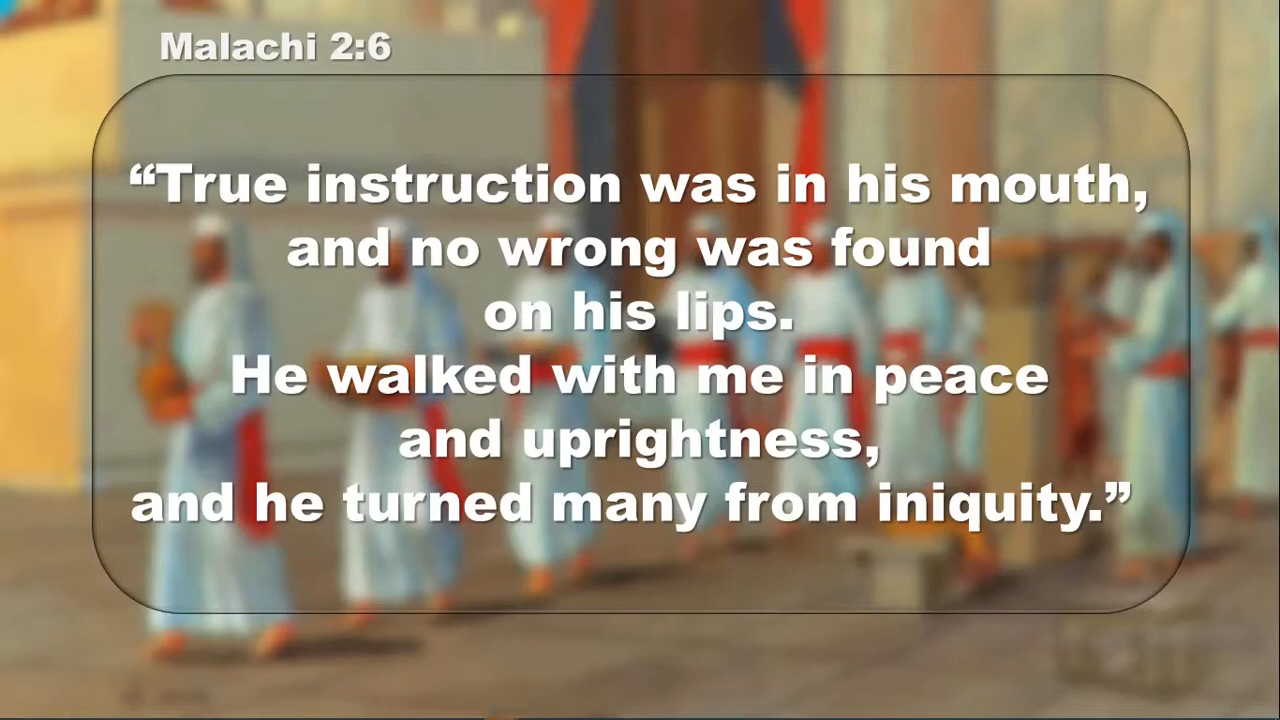 Malachi 2:6
“True instruction was in his mouth,
and no wrong was found
on his lips.
He walked with me in peace
and uprightness,
and he turned many from iniquity.”